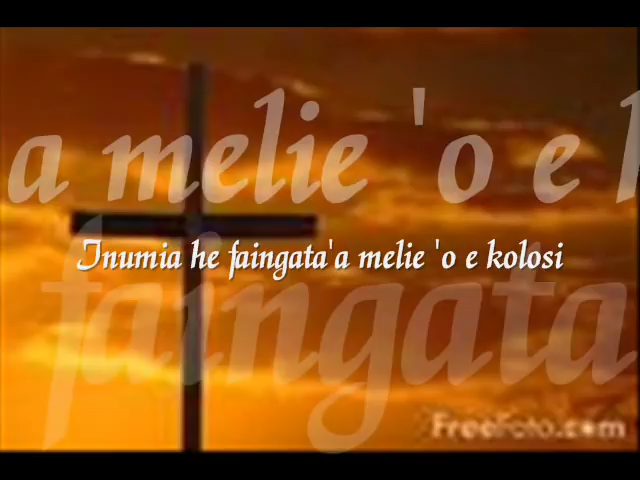 a melie 'o e k
Inumia he faingata'a melie 'o e kolosi
faingata
FreeFoto.com